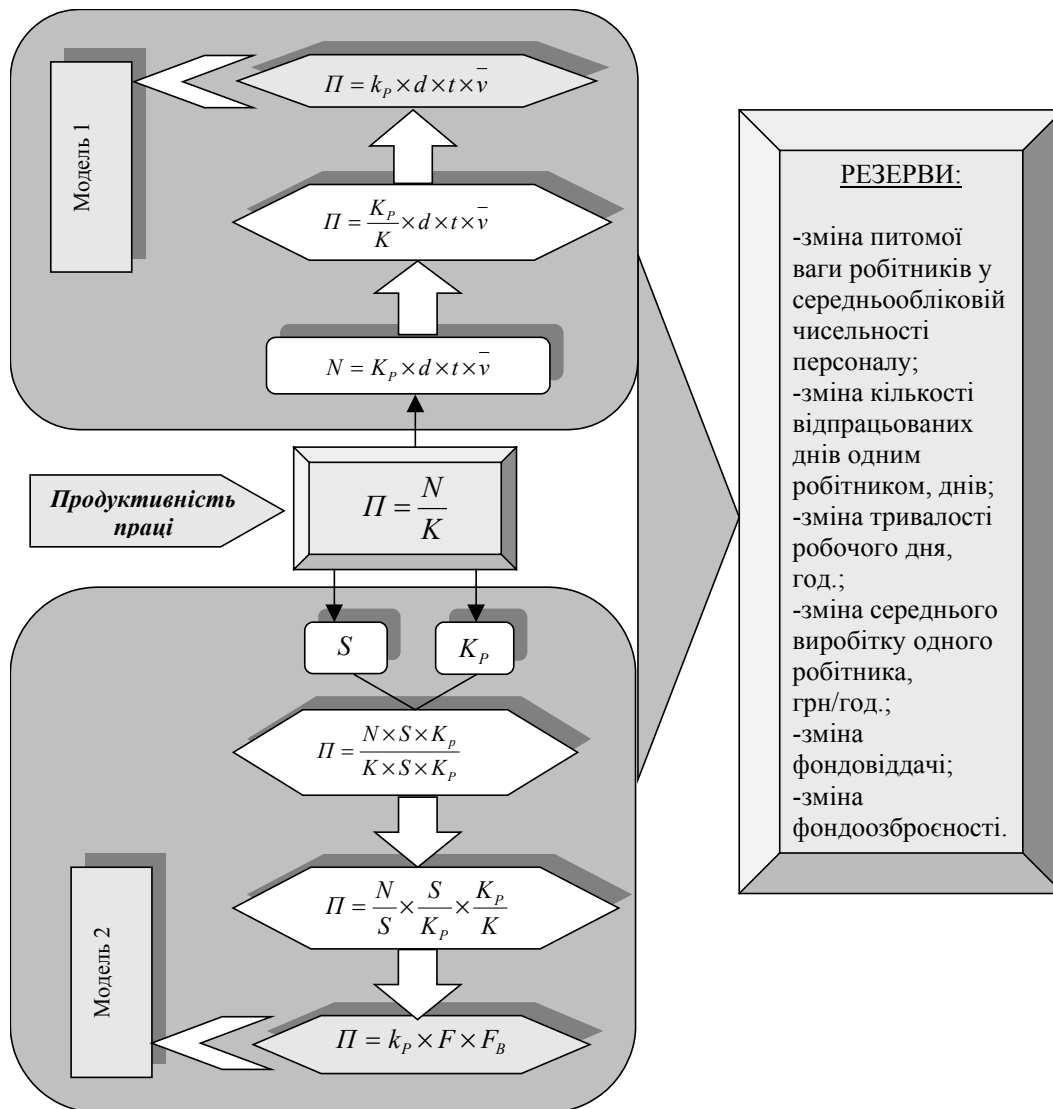 Модель 1
П = k_P × d × t × v̄
П = K_P/K × d × t × v̄
N = K_P × d × t × v̄
Продуктивність
праці
П = N/K
S
K_P
П = (N × S × K_p)/(K × S × K_P)
П = N/S × S/K_P × K_P/K
Модель 2
П = k_P × F × F_B
РЕЗЕРВИ:
-зміна питомої
ваги робітників у
середньообліковій
чисельності
персоналу;
-зміна кількості
відпрацьованих
днів одним
робітником, днів;
-зміна тривалості
робочого дня,
год.;
-зміна середнього
виробітку одного
робітника,
грн/год.;
-зміна
фондовіддачі;
-зміна
фондоозброєності.